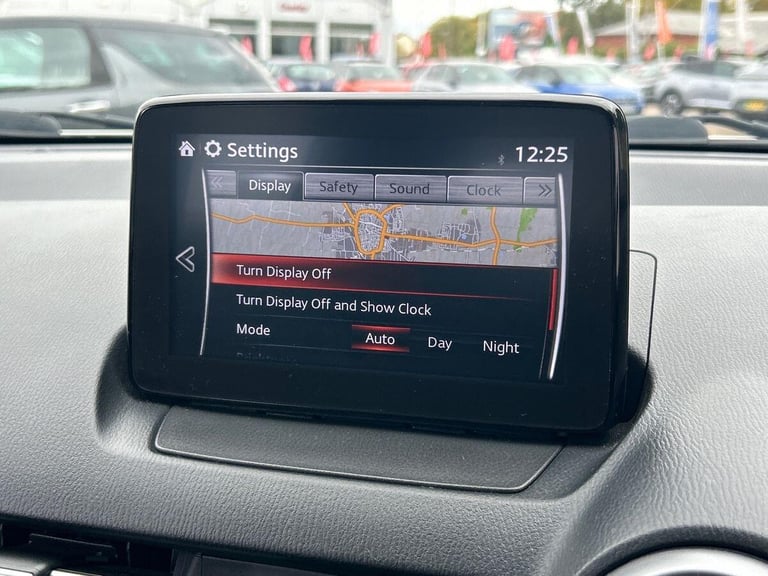 Settings
12:25
Display Safety Sound Clock
Turn Display Off
Turn Display Off and Show Clock
Mode Auto Day Night